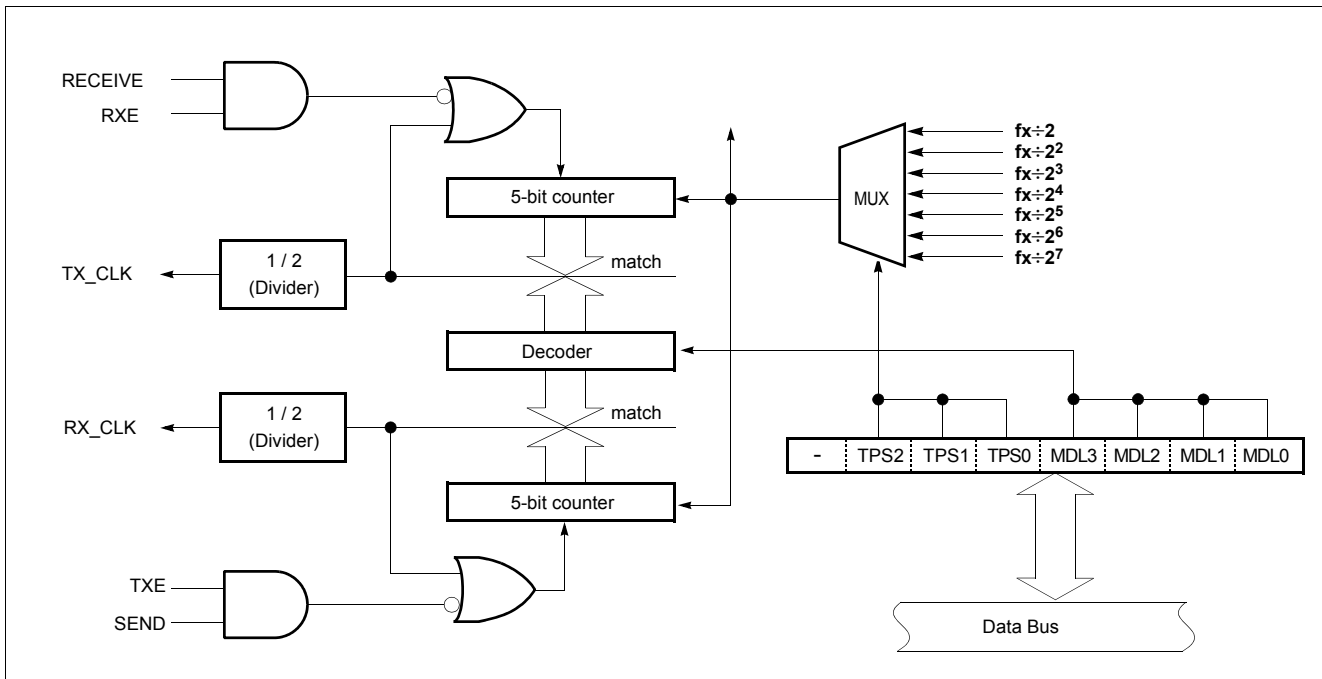 RECEIVE
RXE
fx÷2
fx÷2²
fx÷2³
fx÷2⁴
fx÷2⁵
fx÷2⁶
fx÷2⁷
MUX
5-bit counter
TX_CLK
1 / 2
(Divider)
match
Decoder
RX_CLK
1 / 2
(Divider)
match
- TPS2 TPS1 TPS0 MDL3 MDL2 MDL1 MDL0
5-bit counter
TXE
SEND
Data Bus